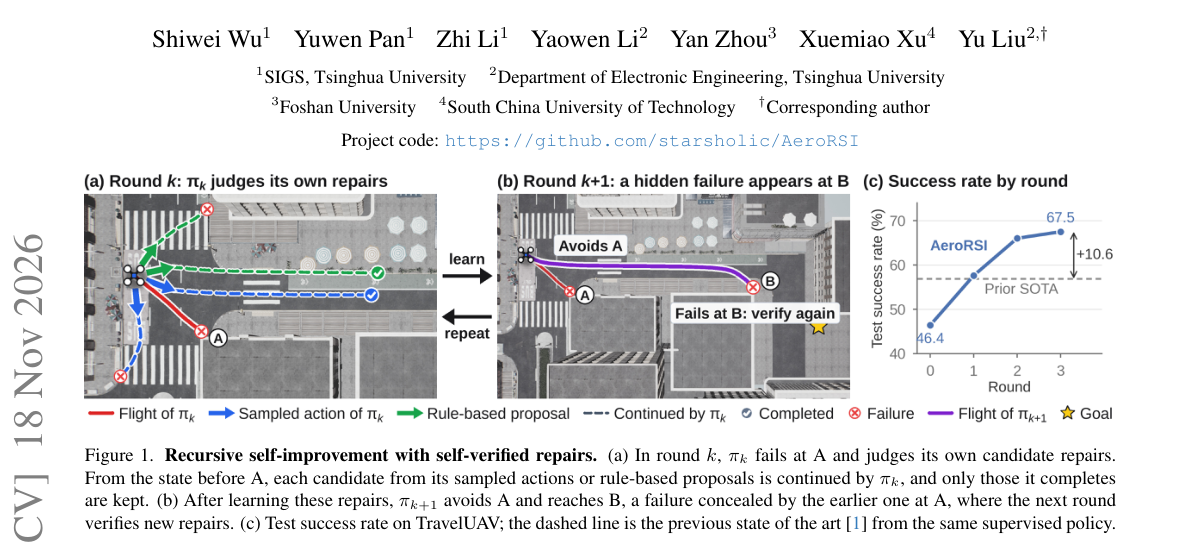 Shiwei Wu¹ Yuwen Pan¹ Zhi Li¹ Yaowen Li² Yan Zhou³ Xuemiao Xu⁴ Yu Liu²,†
¹SIGS, Tsinghua University ²Department of Electronic Engineering, Tsinghua University
³Foshan University ⁴South China University of Technology †Corresponding author
Project code: https://github.com/starsholic/AeroRSI
CV] 18 Nov 2026
(a) Round k: πk judges its own repairs
A
learn
repeat
(b) Round k+1: a hidden failure appears at B
Avoids A
A
B
Fails at B: verify again
(c) Success rate by round
Test success rate (%)
70
60
50
40
67.5
AeroRSI
+10.6
Prior SOTA
46.4
0 1 2 3
Round
Flight of πk Sampled action of πk Rule-based proposal Continued by πk Completed Failure Flight of πk+1 Goal
Figure 1. Recursive self-improvement with self-verified repairs. (a) In round k, πk fails at A and judges its own candidate repairs.
From the state before A, each candidate from its sampled actions or rule-based proposals is continued by πk, and only those it completes
are kept. (b) After learning these repairs, πk+1 avoids A and reaches B, a failure concealed by the earlier one at A, where the next round
verifies new repairs. (c) Test success rate on TravelUAV; the dashed line is the previous state of the art [1] from the same supervised policy.